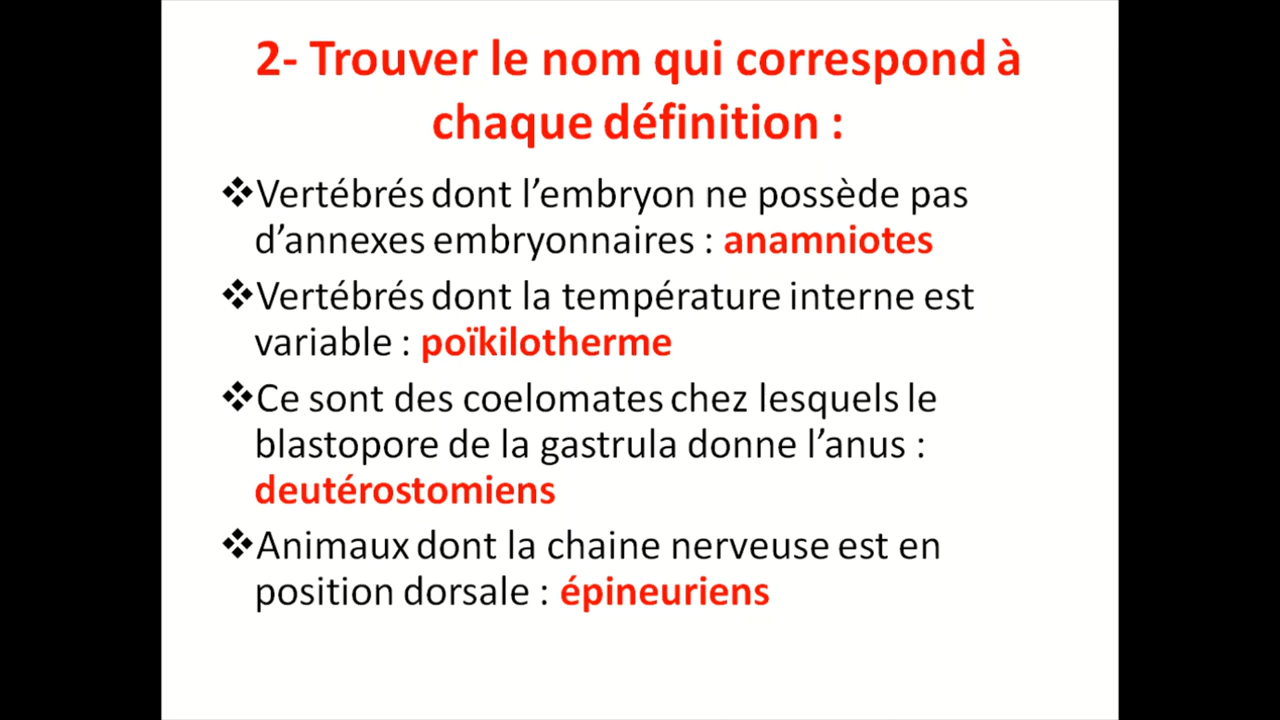 2- Trouver le nom qui correspond à
chaque définition :
❖Vertébrés dont l’embryon ne possède pas
d’annexes embryonnaires : anamniotes
❖Vertébrés dont la température interne est
variable : poïkilotherme
❖Ce sont des coelomates chez lesquels le
blastopore de la gastrula donne l’anus :
deutérostomiens
❖Animaux dont la chaine nerveuse est en
position dorsale : épineuriens